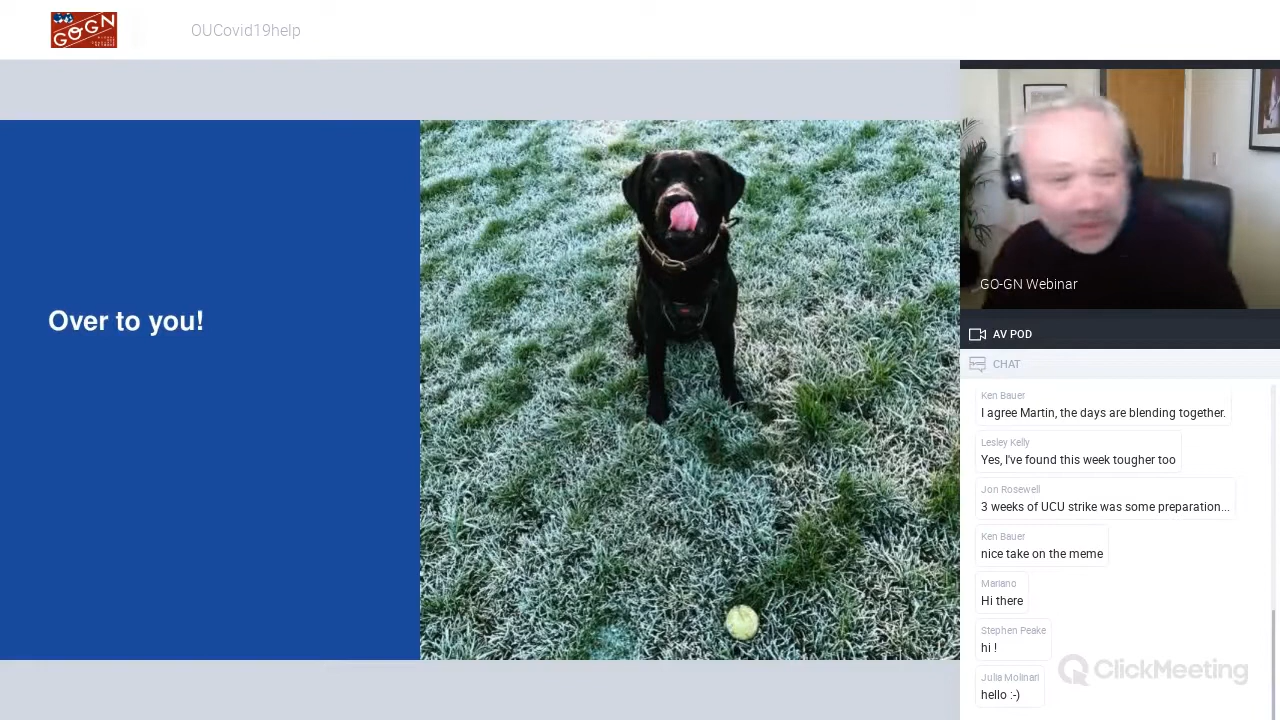 GO-GN
OUCovid19help
Over to you!
GO-GN Webinar
AV POD
CHAT
Ken Bauer
I agree Martin, the days are blending together.
Lesley Kelly
Yes, I've found this week tougher too
Jon Rosewell
3 weeks of UCU strike was some preparation...
Ken Bauer
nice take on the meme
Mariano
Hi there
Stephen Peake
hi !
Julia Molinari
hello :-)
ClickMeeting